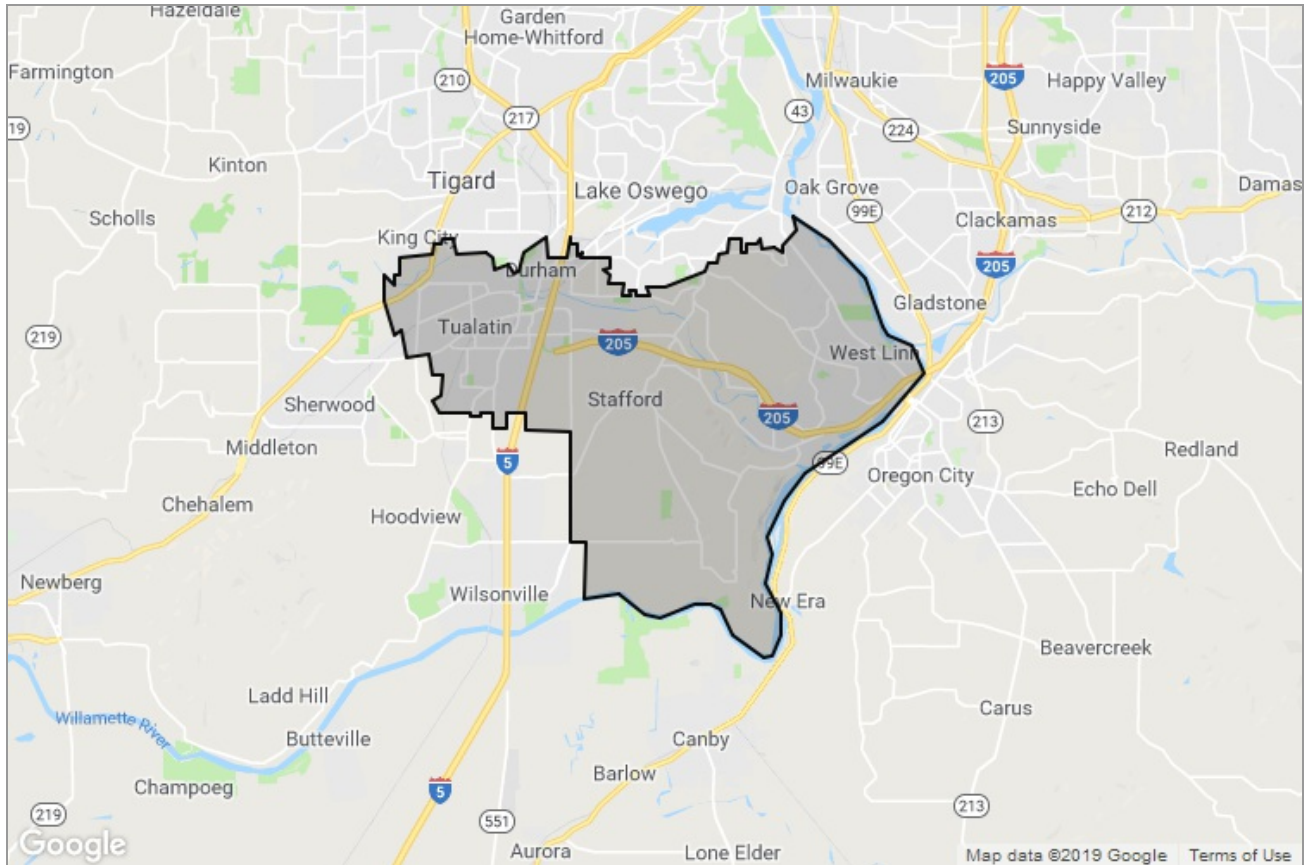 Hazeldale
Garden
Home-Whitford
Farmington
210
Milwaukie
205
Happy Valley
43
217
224
19
Sunnyside
Kinton
Tigard
Lake Oswego
Oak Grove
Damas
Scholls
99E
212
Clackamas
King City
205
Durham
Gladstone
219
Tualatin
205
West Linn
Stafford
Sherwood
205
213
Middleton
5
99E
Redland
Oregon City
Echo Dell
Chehalem
Hoodview
Newberg
Wilsonville
New Era
Beavercreek
Ladd Hill
Carus
Willamette River
Butteville
Canby
Barlow
Champoeg
5
213
219
551
Google
Aurora
Lone Elder
Map data ©2019 Google
Terms of Use